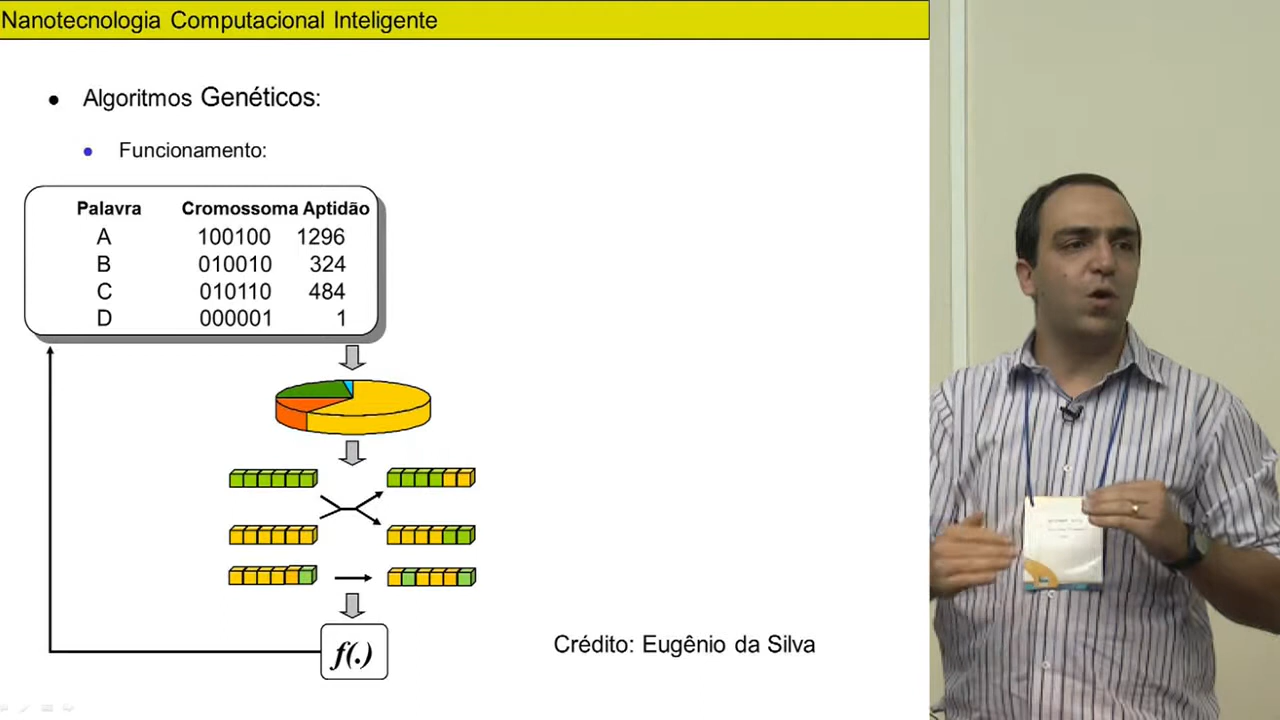 Nanotecnologia Computacional Inteligente
Algoritmos Genéticos:
Funcionamento:
Palavra Cromossoma Aptidão
A 100100 1296
B 010010 324
C 010110 484
D 000001 1
f(.)
Crédito: Eugênio da Silva